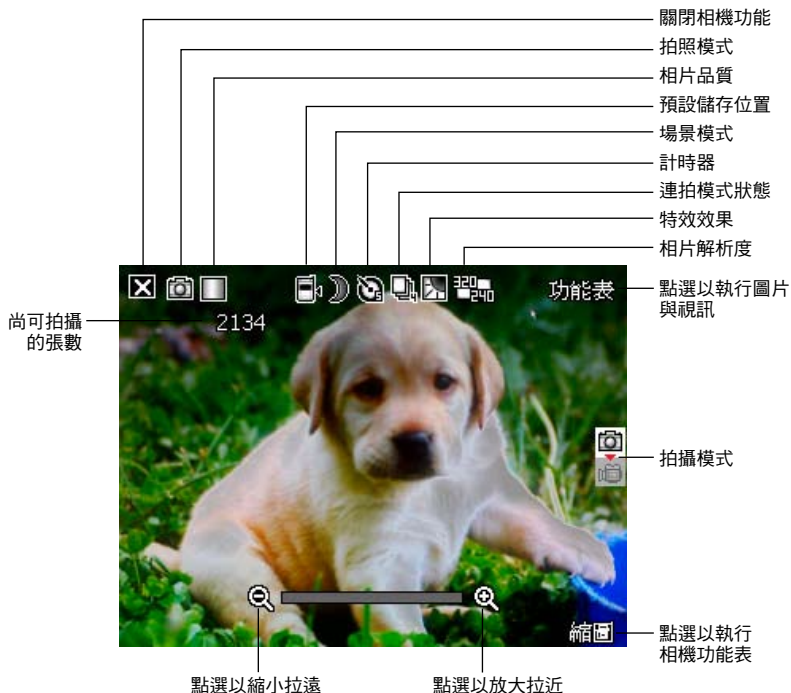 關閉相機功能
拍照模式
相片品質
預設儲存位置
場景模式
計時器
連拍模式狀態
特效效果
相片解析度
功能表
點選以執行圖片
與視訊
尚可拍攝
的張數
2134
320
240
5
4
拍攝模式
縮圖
點選以執行
相機功能表
點選以縮小拉遠
點選以放大拉近